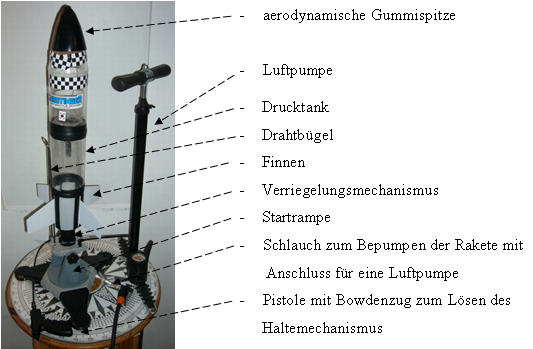 - aerodynamische Gummispitze
- Luftpumpe
- Drucktank
- Drahtbügel
- Finnen
- Verriegelungsmechanismus
- Startrampe
- Schlauch zum Bepumpen der Rakete mit
Anschluss für eine Luftpumpe
- Pistole mit Bowdenzug zum Lösen des
Haltemechanismus